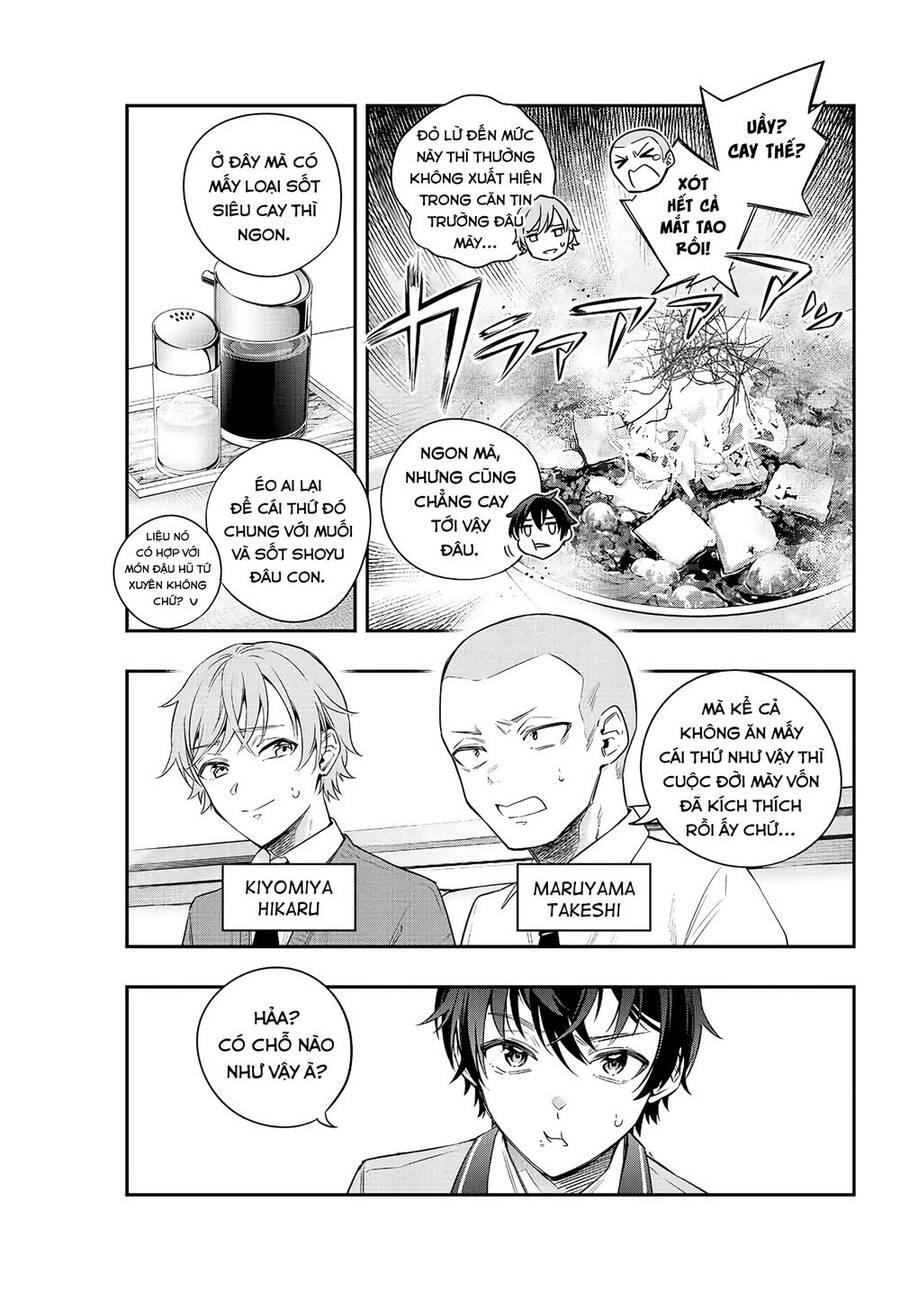 UẦY?
CAY THẾ?
XÓT
HẾT CẢ
MẮT TAO
RỒI!
ĐỎ LỪ ĐẾN MỨC
NÀY THÌ THƯỜNG
KHÔNG XUẤT HIỆN
TRONG CĂN TIN
TRƯỜNG ĐÂU
MÀY...
カラァアァァッ
NGON MÀ,
NHƯNG CŨNG
CHẲNG CAY
TỚI VẬY
ĐÂU.
Ở ĐÂY MÀ CÓ
MẤY LOẠI SỐT
SIÊU CAY THÌ
NGON.
ÉO AI LẠI
ĐỂ CÁI THỨ ĐÓ
CHUNG VỚI MUỐI
VÀ SỐT SHOYU
ĐÂU CON.
LIỆU NÓ
CÓ HỢP VỚI
MÓN ĐẬU HŨ TỨ
XUYÊN KHÔNG
CHỨ?
MÀ KỂ CẢ
KHÔNG ĂN MẤY
CÁI THỨ NHƯ VẬY THÌ
CUỘC ĐỜI MÀY VỐN
ĐÃ KÍCH THÍCH
RỒI ẤY CHỨ...
MARUYAMA
TAKESHI
KIYOMIYA
HIKARU
HẢA?
CÓ CHỖ NÀO
NHƯ VẬY À?